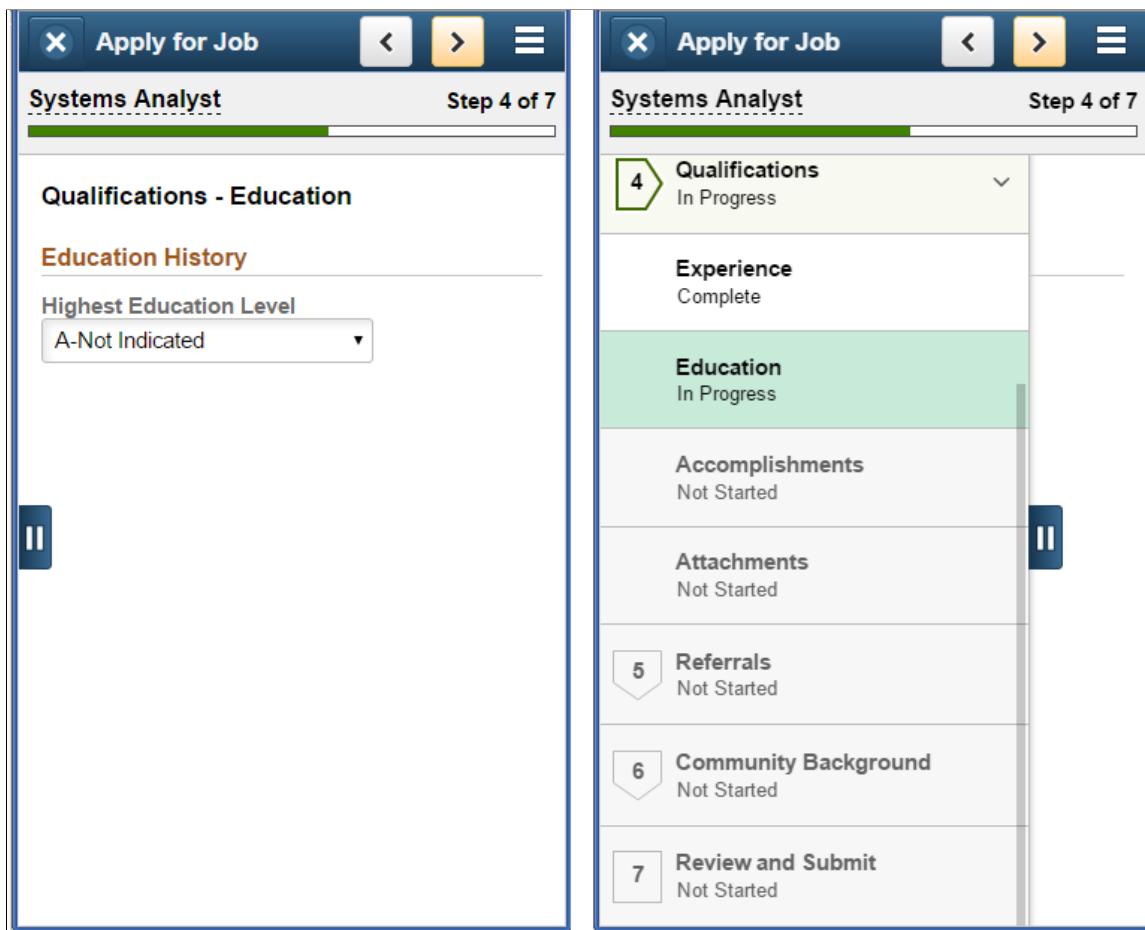 Apply for Job
Systems Analyst
Step 4 of 7
Qualifications - Education
Education History
Highest Education Level
A-Not Indicated
Apply for Job
Systems Analyst
Step 4 of 7
4
Qualifications
In Progress
Experience
Complete
Education
In Progress
Accomplishments
Not Started
Attachments
Not Started
5
Referrals
Not Started
6
Community Background
Not Started
7
Review and Submit
Not Started